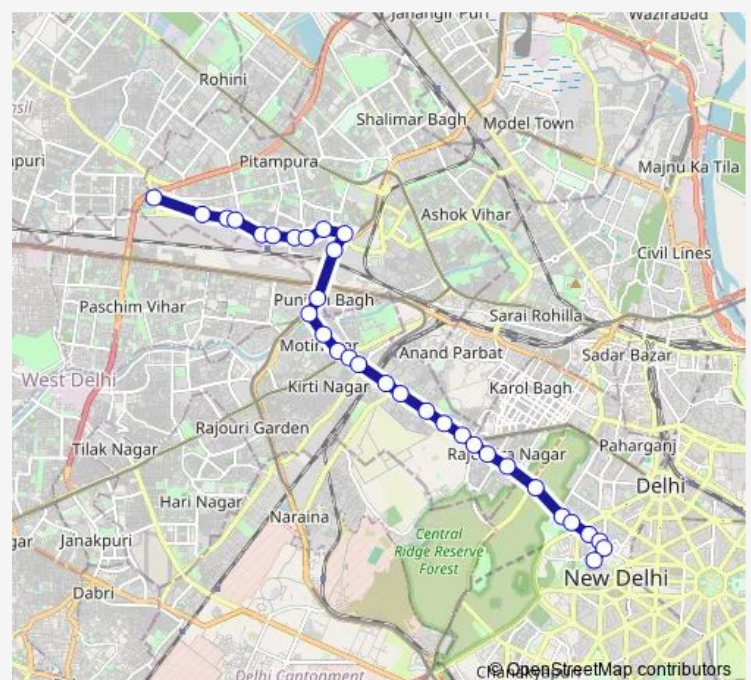 Jahangir Puri
Wazirabad
Rohini
Shalimar Bagh
Model Town
Pitampura
Majnu Ka Tila
Ashok Vihar
Civil Lines
Paschim Vihar
Punjabi Bagh
Sarai Rohilla
Anand Parbat
Sadar Bazar
West Delhi
Kirti Nagar
Karol Bagh
Rajouri Garden
Tilak Nagar
Paharganj
Hari Nagar
Delhi
Naraina
Janakpuri
Central
Ridge Reserve
Forest
New Delhi
Dabri
Delhi Cantonment
© OpenStreetMap contributors